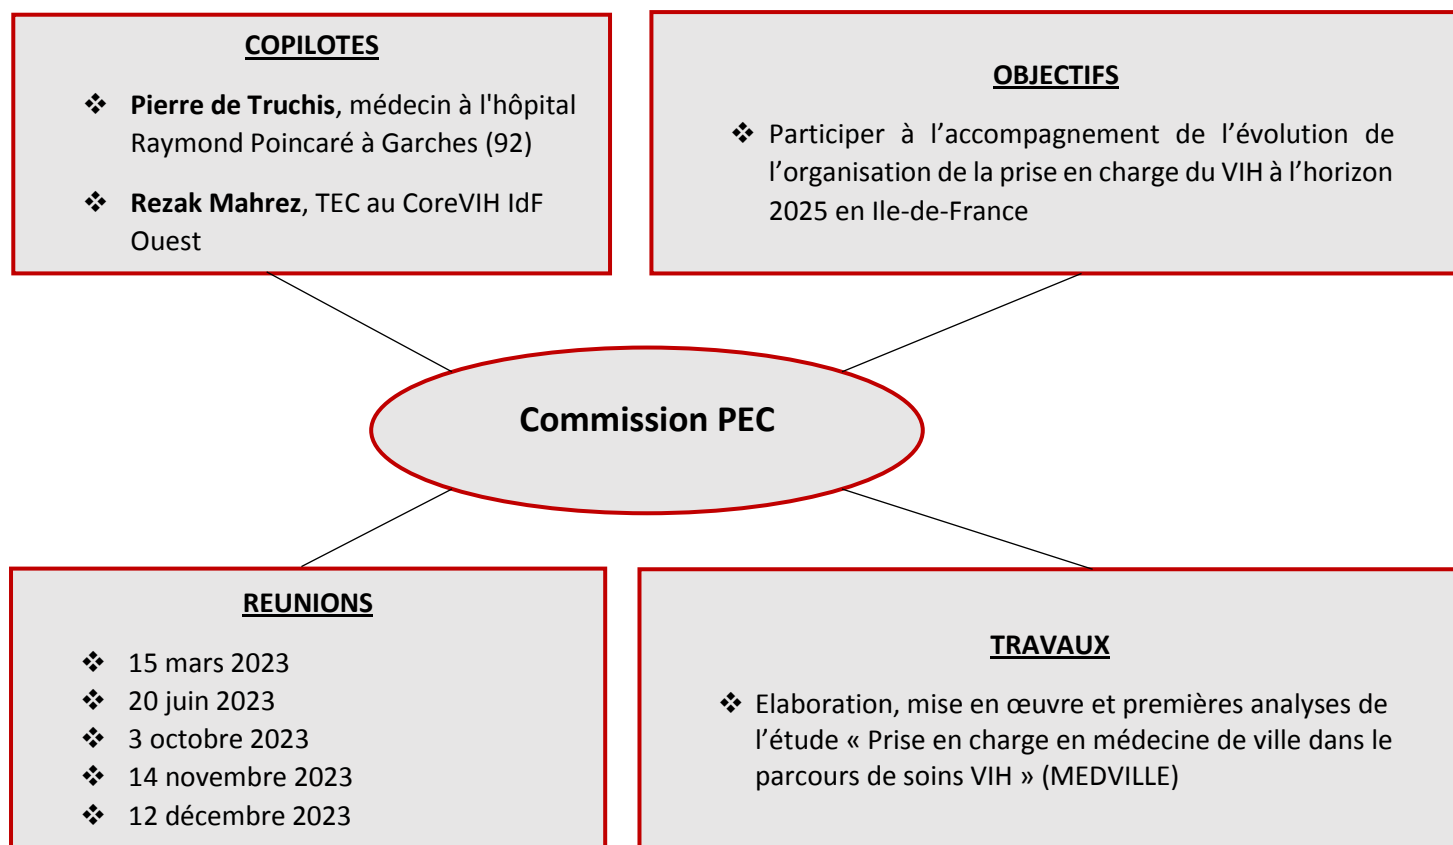 COPILOTES
❖ Pierre de Truchis, médecin à l'hôpital
Raymond Poincaré à Garches (92)
❖ Rezak Mahrez, TEC au CoreVIH IdF
Ouest
OBJECTIFS
❖ Participer à l’accompagnement de l’évolution de
l’organisation de la prise en charge du VIH à l’horizon
2025 en Ile-de-France
Commission PEC
REUNIONS
❖ 15 mars 2023
❖ 20 juin 2023
❖ 3 octobre 2023
❖ 14 novembre 2023
❖ 12 décembre 2023
TRAVAUX
❖ Elaboration, mise en œuvre et premières analyses de
l’étude « Prise en charge en médecine de ville dans le
parcours de soins VIH » (MEDVILLE)